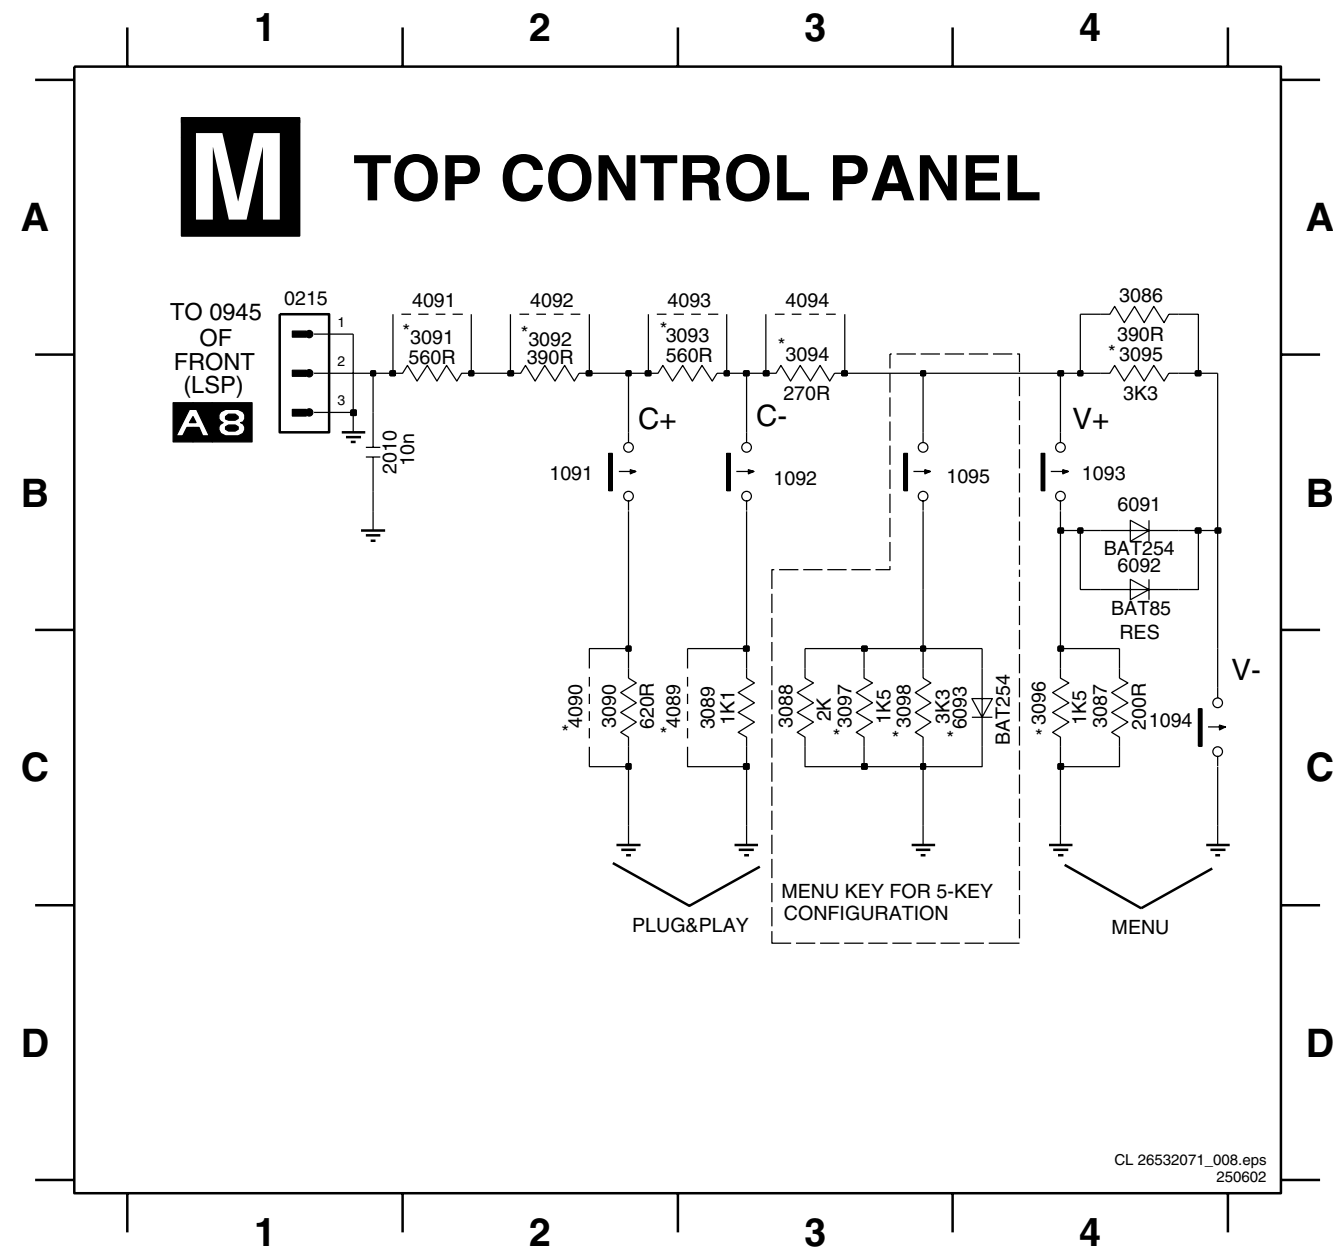 1 2 3 4
M TOP CONTROL PANEL
A A
TO 0945
OF
FRONT
(LSP)
A 8
0215
1
2
3
4091
*3091
560R
4092
*3092
390R
4093
*3093
560R
4094
*3094
270R
3086
390R
*3095
3K3
2010
10n
C+
C-
V+
1091
1092
1095
1093
B B
6091
BAT254
6092
BAT85
RES
V-
*4090
3090
620R
*4089
3089
1K1
3088
2K
*3097
1K5
*3098
3K3
*6093
BAT254
*3096
1K5
3087
200R
1094
C C
PLUG&PLAY
MENU KEY FOR 5-KEY
CONFIGURATION
MENU
D D
CL 26532071_008.eps
250602
1 2 3 4